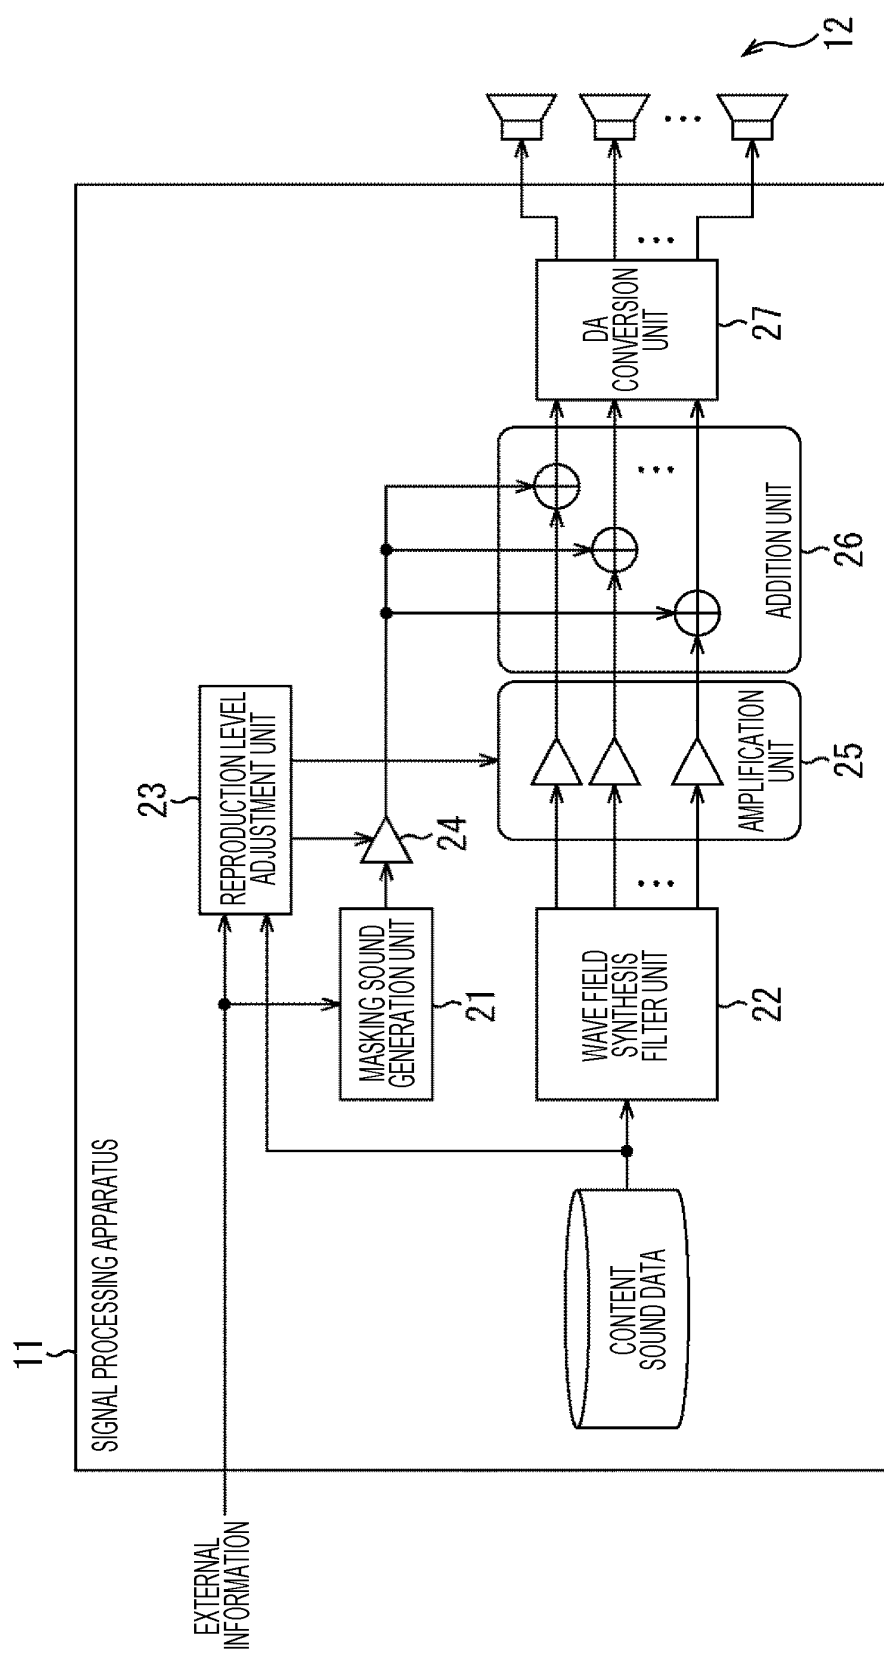 11
SIGNAL PROCESSING APPARATUS
EXTERNAL
INFORMATION
23
REPRODUCTION LEVEL
ADJUSTMENT UNIT
MASKING SOUND
GENERATION UNIT
21
24
CONTENT
SOUND DATA
WAVE FIELD
SYNTHESIS
FILTER UNIT
22
...
AMPLIFICATION
UNIT
25
...
ADDITION UNIT
26
DA
CONVERSION
UNIT
27
...
...
12